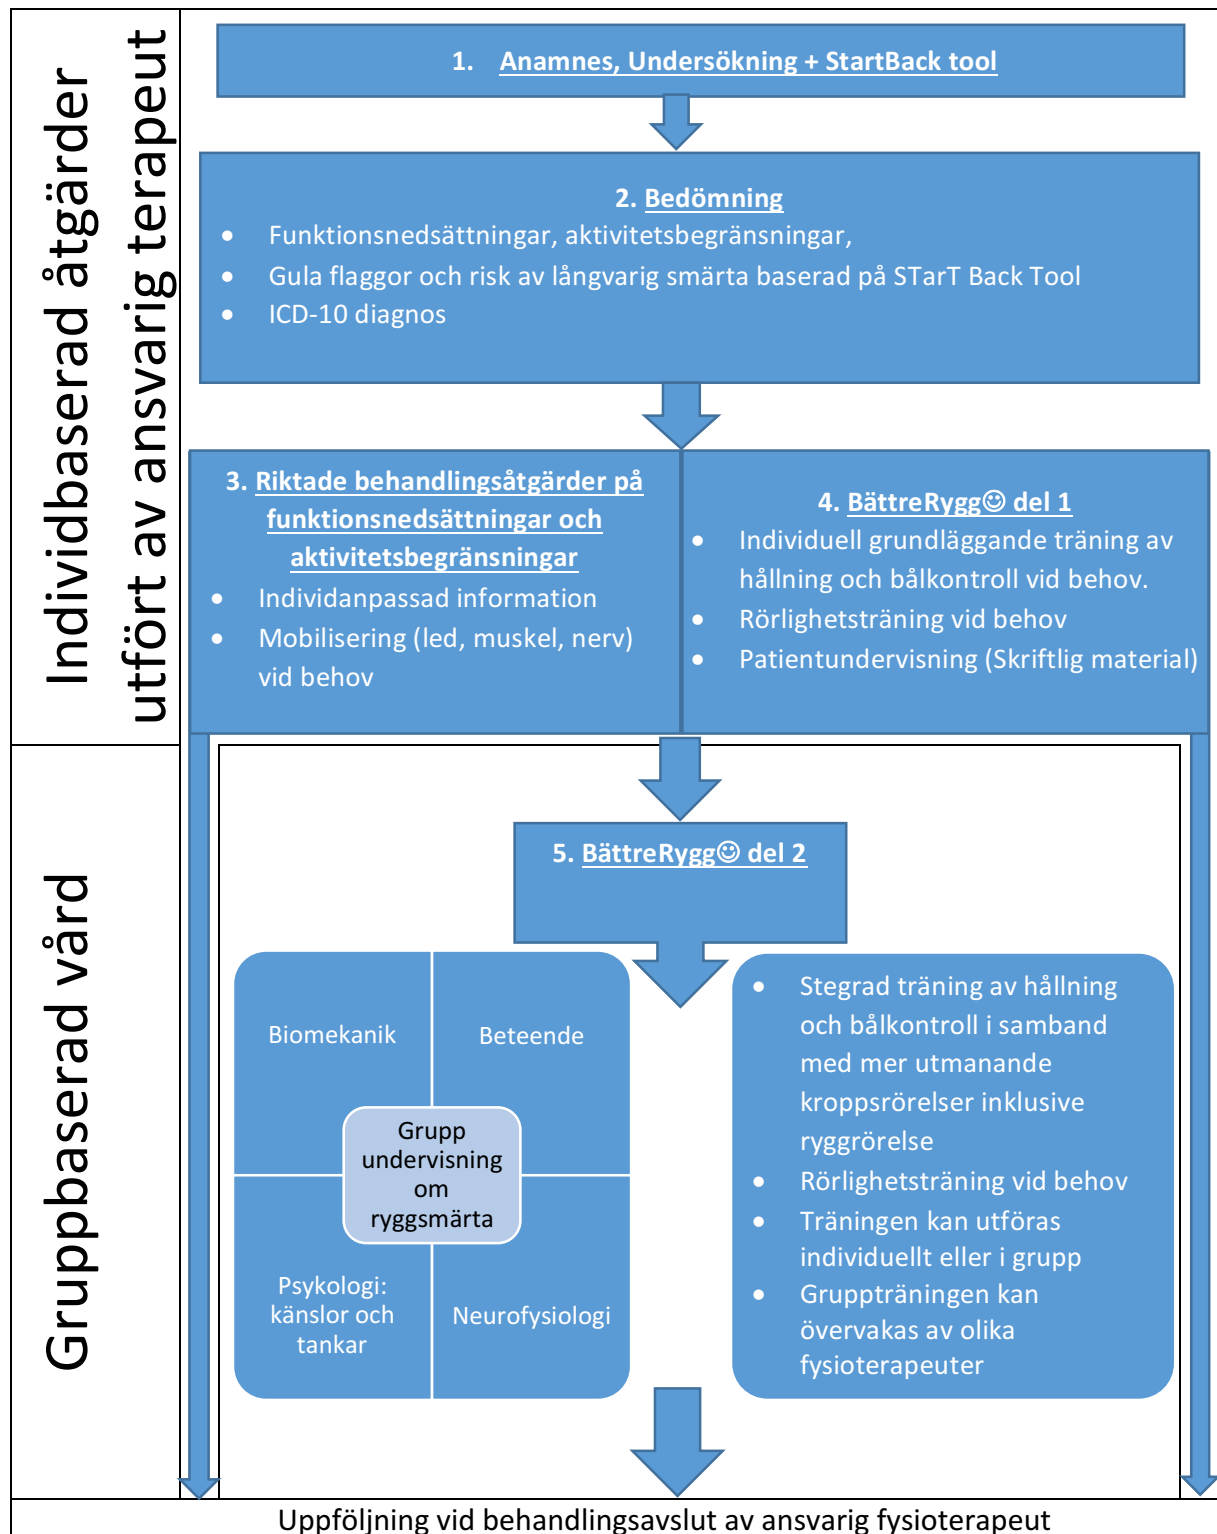 Individbaserad åtgärder
utfört av ansvarig terapeut
1. Anamnes, Undersökning + StartBack tool
2. Bedömning
• Funktionsnedsättningar, aktivitetsbegränsningar,
• Gula flaggor och risk av långvarig smärta baserad på STarT Back Tool
• ICD-10 diagnos
3. Riktade behandlingsåtgärder på
funktionsnedsättningar och
aktivitetsbegränsningar
• Individanpassad information
• Mobilisering (led, muskel, nerv)
vid behov
4. BättreRygg☺ del 1
• Individuell grundläggande träning av
hållning och bålkontroll vid behov.
• Rörlighetsträning vid behov
• Patientundervisning (Skriftlig material)
Gruppbaserad vård
5. BättreRygg☺ del 2
Biomekanik
Beteende
Grupp
undervisning
om
ryggsmärta
Psykologi:
känslor och
tankar
Neurofysiologi
• Stegrad träning av hållning
och bålkontroll i samband
med mer utmanande
kroppsrörelser inklusive
ryggrörelse
• Rörlighetsträning vid behov
• Träningen kan utföras
individuellt eller i grupp
• Gruppträningen kan
övervakas av olika
fysioterapeuter
Uppföljning vid behandlingsavslut av ansvarig fysioterapeut